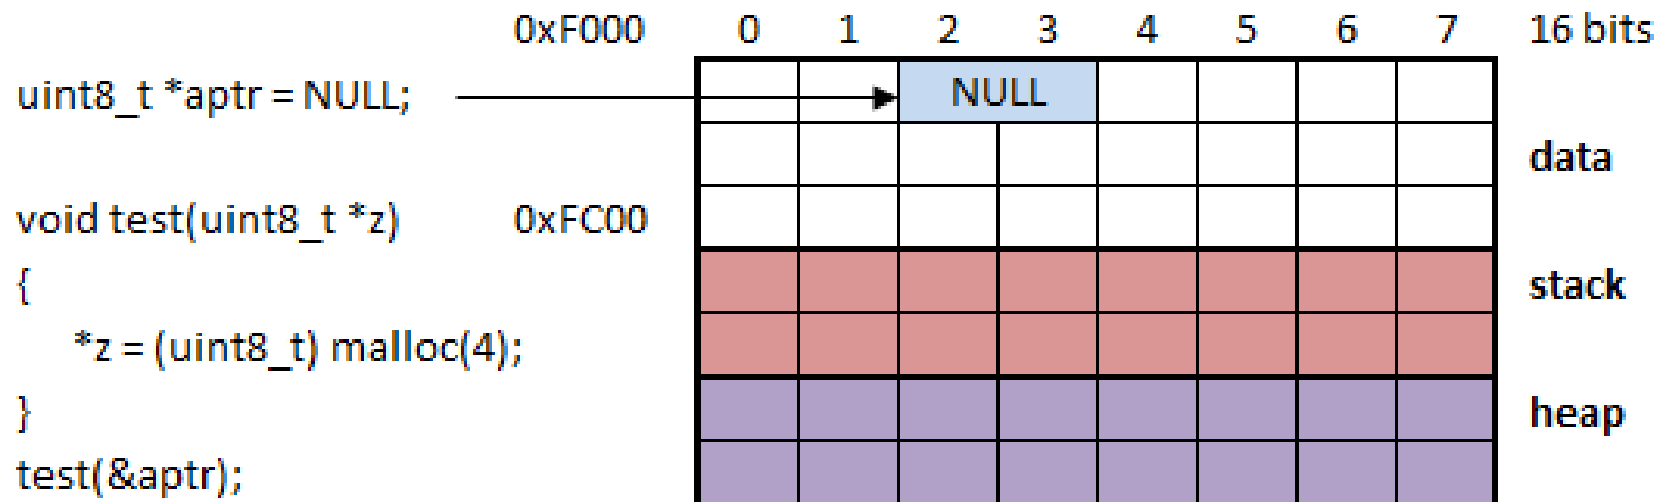 0xF000 0 1 2 3 4 5 6 7 16 bits
uint8_t *aptr = NULL; NULL
data
void test(uint8_t *z) 0xFC00
{ stack
*z = (uint8_t) malloc(4);
} heap
test(&aptr);